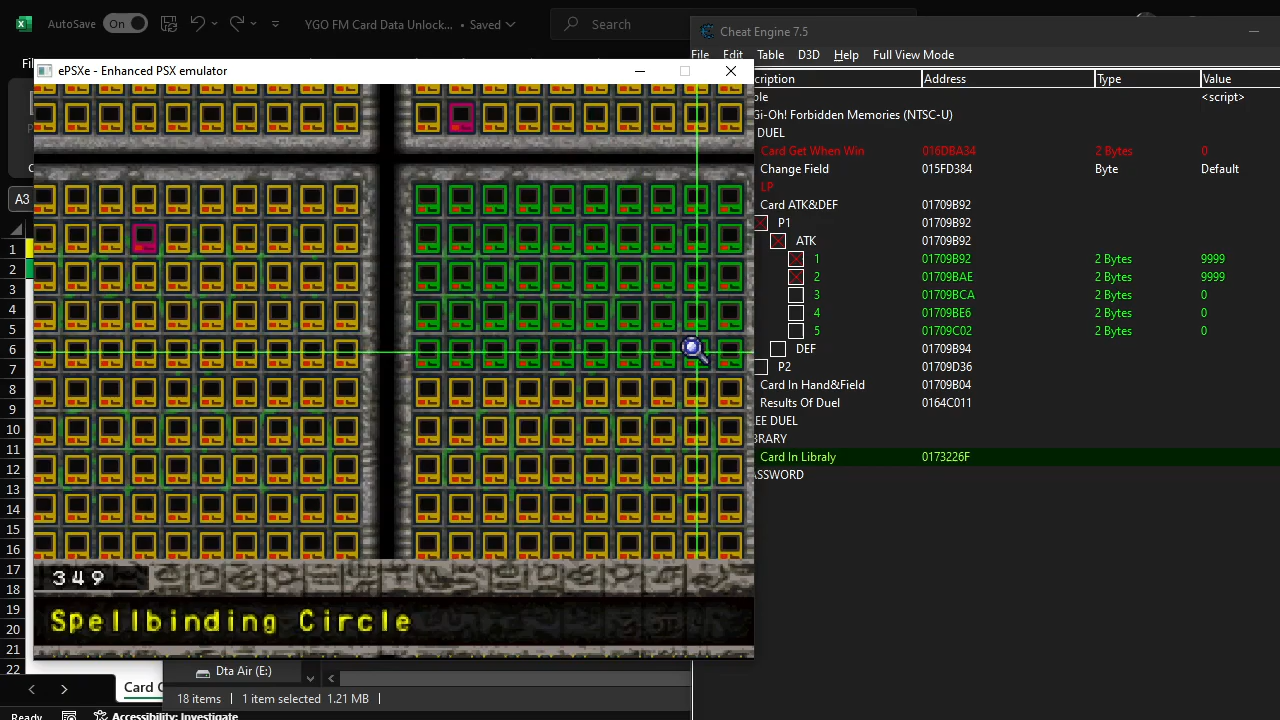 AutoSave On YGO FM Card Data Unlock... • Saved Search
Cheat Engine 7.5
File Edit Table D3D Help Full View Mode
ePSXe - Enhanced PSX emulator
cription Address Type Value
ble <script>
Gi-Oh! Forbidden Memories (NTSC-U)
DUEL
Card Get When Win 016DBA34 2 Bytes 0
Change Field 015FD384 Byte Default
LP
Card ATK&DEF 01709B92
P1 01709B92
ATK 01709B92
1 01709B92 2 Bytes 9999
2 01709BAE 2 Bytes 9999
3 01709BCA 2 Bytes 0
4 01709BE6 2 Bytes 0
5 01709C02 2 Bytes 0
DEF 01709B94
P2 01709D36
Card In Hand&Field 01709B04
Results Of Duel 0164C011
EE DUEL
BRARY
Card In Libraly 0173226F
ASSWORD
A3
1
2
3
4
5
6
7
8
9
10
11
12
13
14
15
16
17
18
19
20
21
22
349
Spellbinding Circle
Dta Air (E:)
Card
18 items 1 item selected 1.21 MB
Ready Accessibility: Investigate